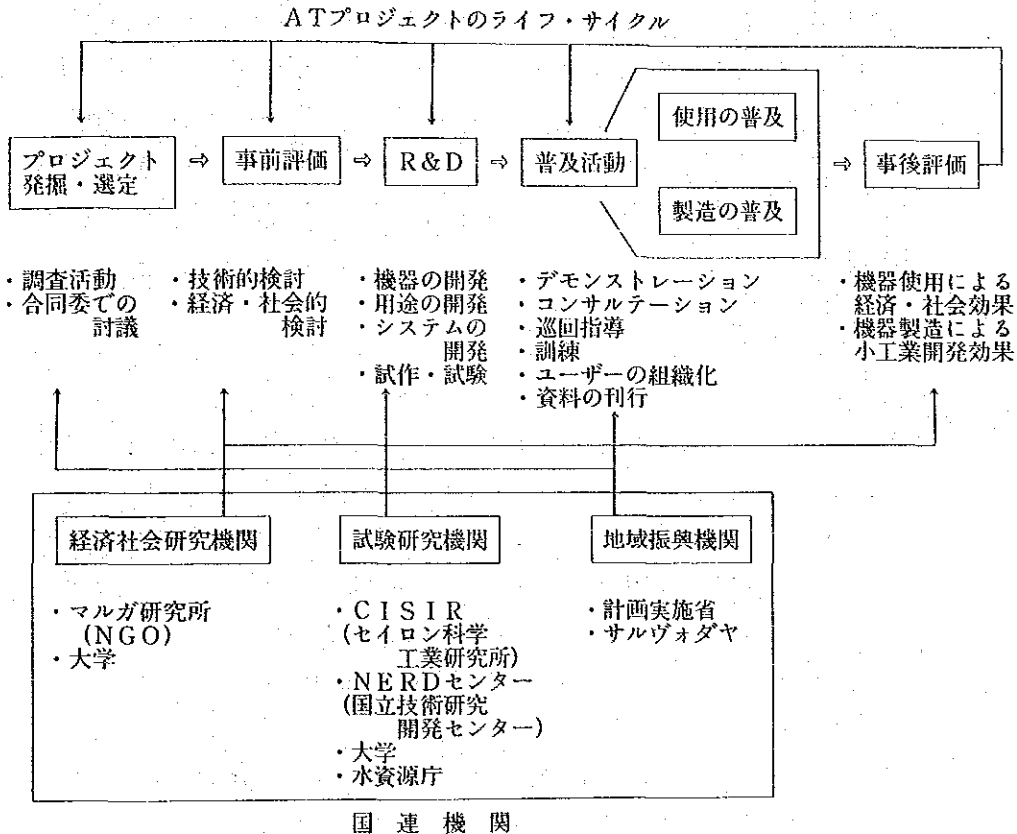 ATプロジェクトのライフ・サイクル
プロジェクト
発掘・選定
⇨
事前評価
⇨
R&D
⇨
普及活動
使用の普及
製造の普及
⇨
事後評価
・調査活動
・合同委での
討議
・技術的検討
・経済・社会的
検討
・機器の開発
・用途の開発
・システムの
開発
・試作・試験
・デモンストレーション
・コンサルテーション
・巡回指導
・訓練
・ユーザーの組織化
・資料の刊行
・機器使用による
経済・社会効果
・機器製造による
小工業開発効果
経済社会研究機関
・マルガ研究所
(NGO)
・大学
試験研究機関
・CISIR
(セイロン科学
工業研究所)
・NERDセンター
(国立技術研究
開発センター)
・大学
・水資源庁
地域振興機関
・計画実施省
・サルヴォダヤ
国連機関